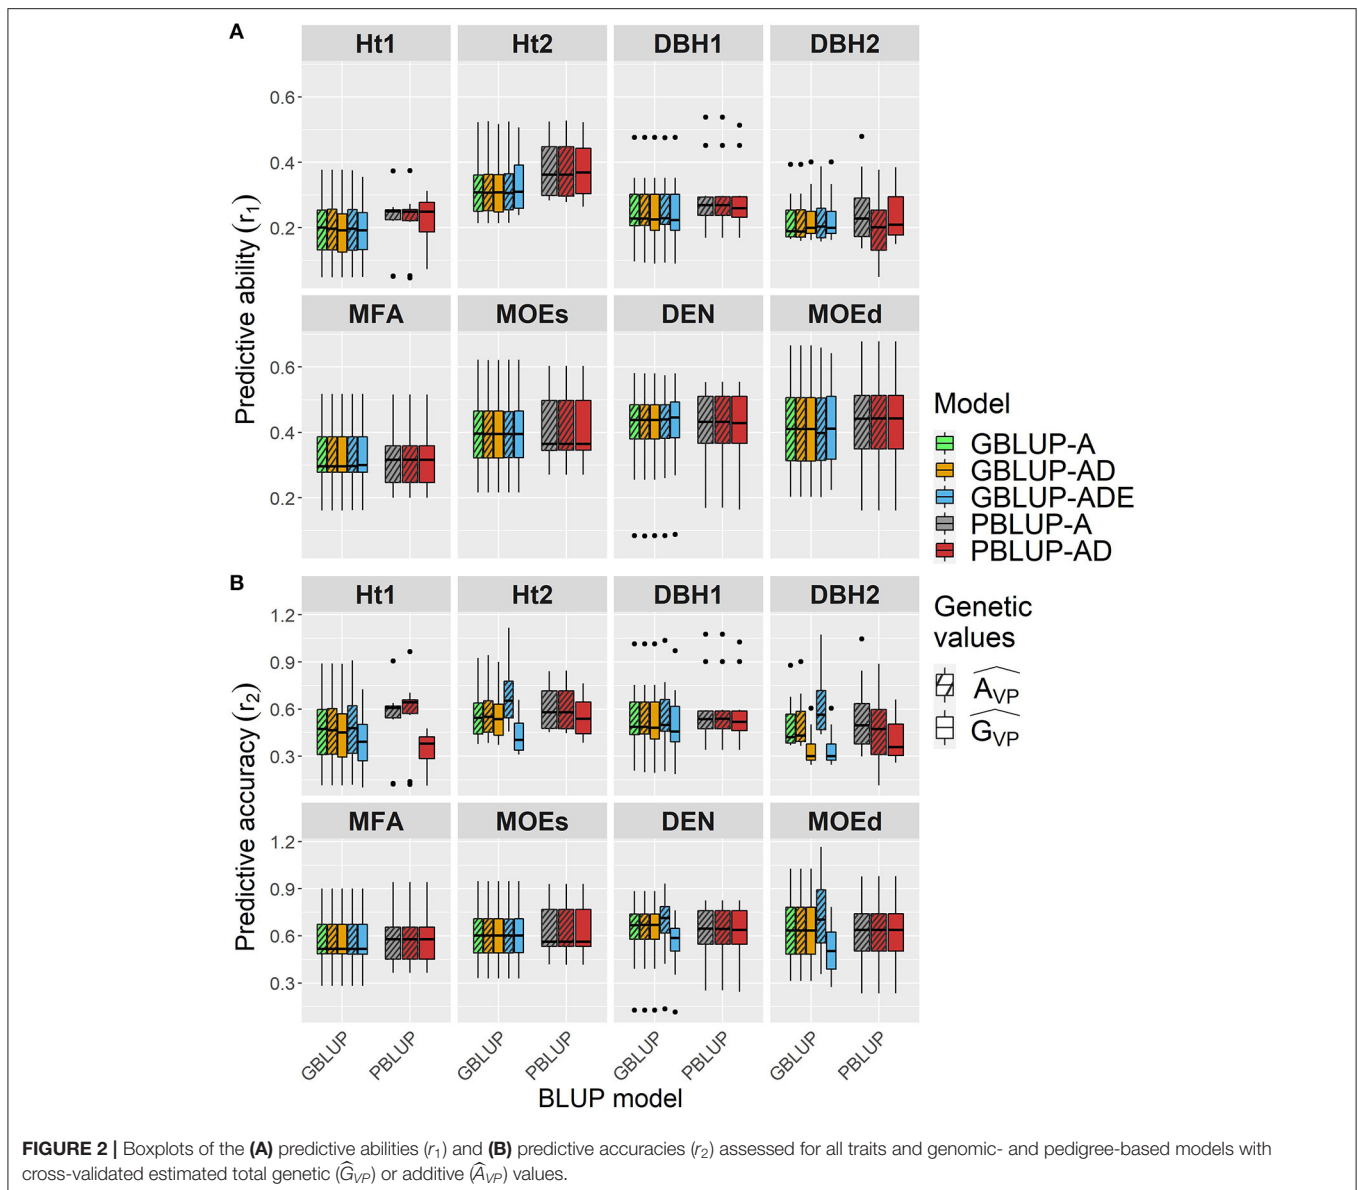 A
Ht1 Ht2 DBH1 DBH2
0.6
0.4
0.2
MFA MOEs DEN MOEd
0.6
0.4
0.2
Predictive ability (r1)
B
Ht1 Ht2 DBH1 DBH2
1.2
0.9
0.6
0.3
MFA MOEs DEN MOEd
1.2
0.9
0.6
0.3
Predictive accuracy (r2)
GBLUP PBLUP GBLUP PBLUP GBLUP PBLUP GBLUP PBLUP
BLUP model
Model
GBLUP-A
GBLUP-AD
GBLUP-ADE
PBLUP-A
PBLUP-AD
Genetic
values
ÂVP
ĜVP
FIGURE 2 | Boxplots of the (A) predictive abilities (r1) and (B) predictive accuracies (r2) assessed for all traits and genomic- and pedigree-based models with
cross-validated estimated total genetic (ĜVP) or additive (ÂVP) values.